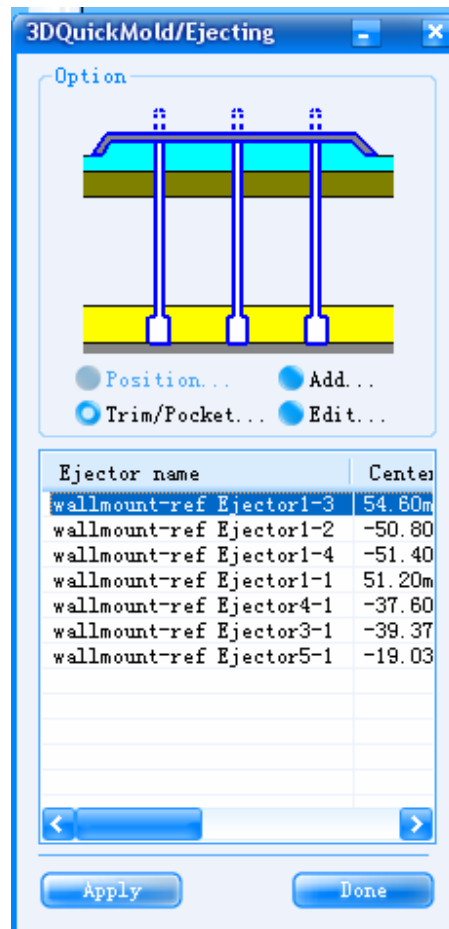 3DQuickMold/Ejecting
Option
Position... Add...
Trim/Pocket... Edit...
Ejector name Center
wallmount-ref Ejector1-3 54.60m
wallmount-ref Ejector1-2 -50.80
wallmount-ref Ejector1-4 -51.40
wallmount-ref Ejector1-1 51.20m
wallmount-ref Ejector4-1 -37.60
wallmount-ref Ejector3-1 -39.37
wallmount-ref Ejector5-1 -19.03
Apply Done